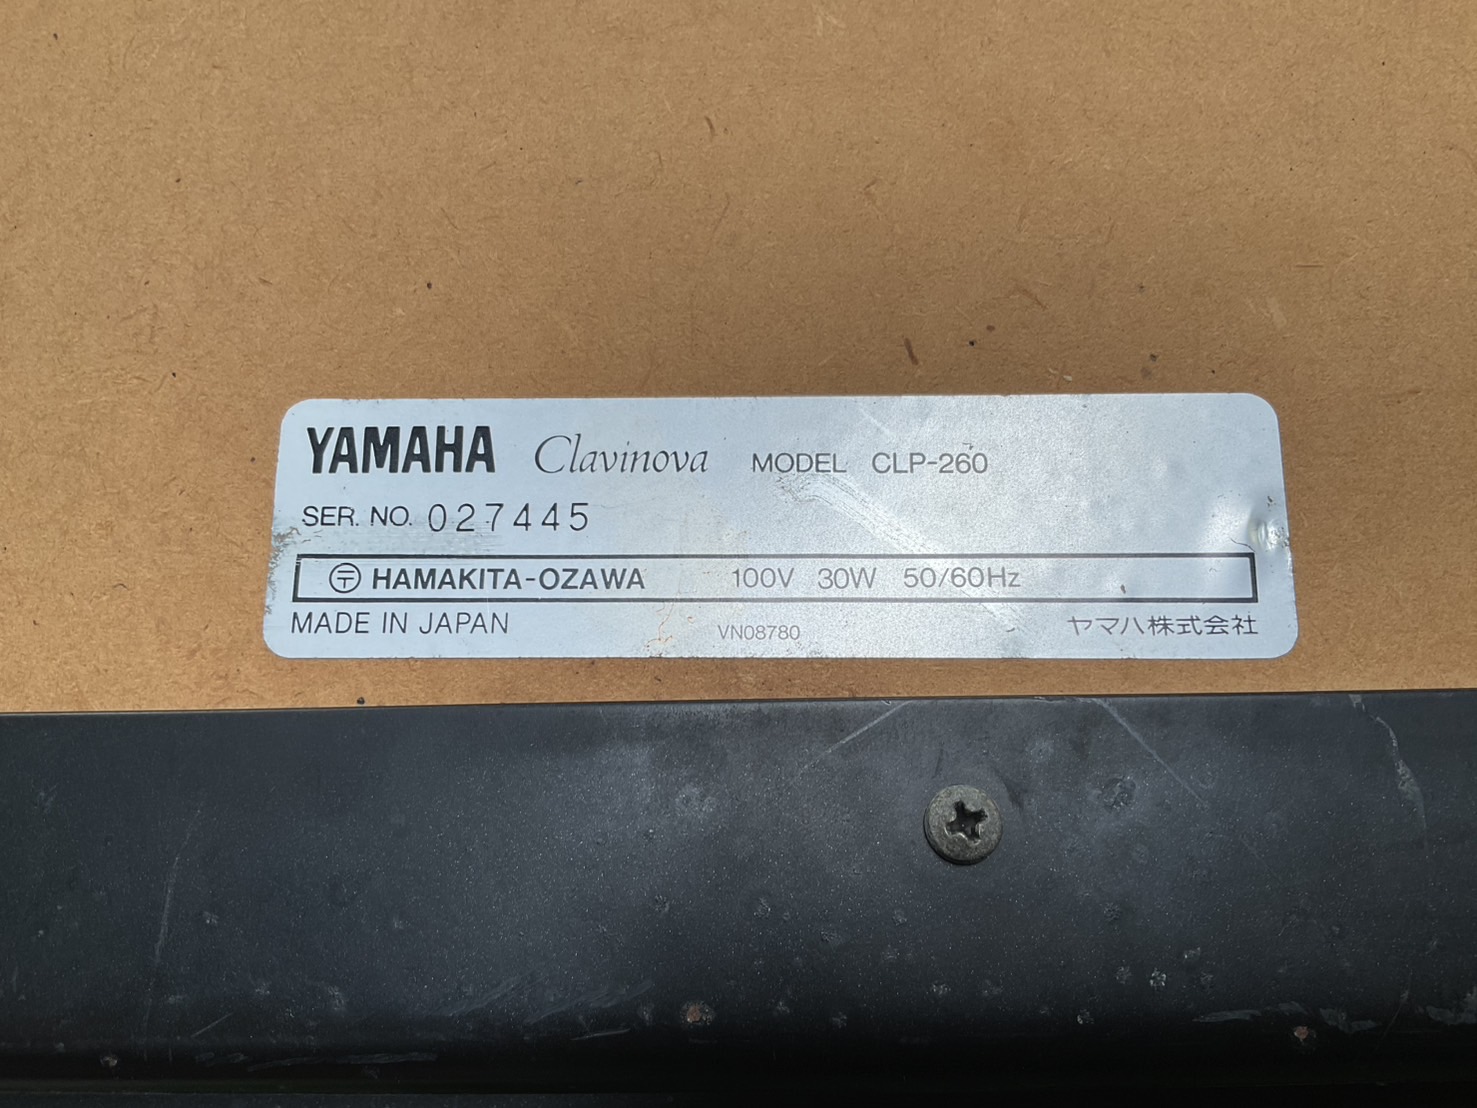 YAMAHA Clavinova MODEL CLP-260
SER. NO. 027445
〶 HAMAKITA-OZAWA 100V 30W 50/60Hz
MADE IN JAPAN VN08780 ヤマハ株式会社